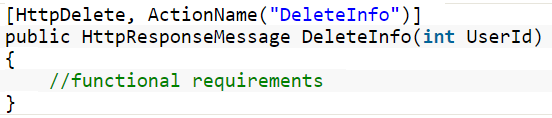 [HttpDelete, ActionName("DeleteInfo")]
public HttpResponseMessage DeleteInfo(int UserId)
{
//functional requirements
}